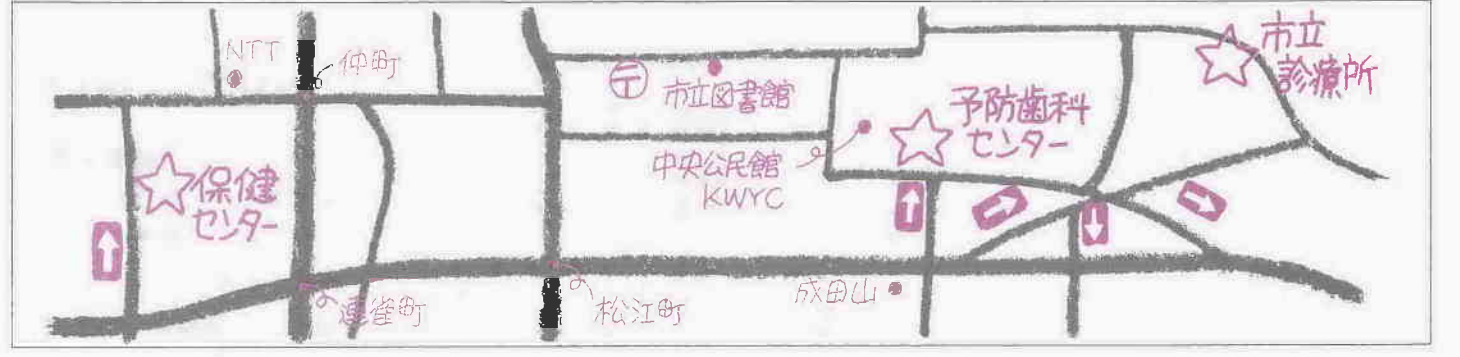 NTT
仲町
〒
市立図書館
市立
診療所
予防歯科
センター
中央公民館
KWYC
保健
センター
連雀町
松江町
成田山